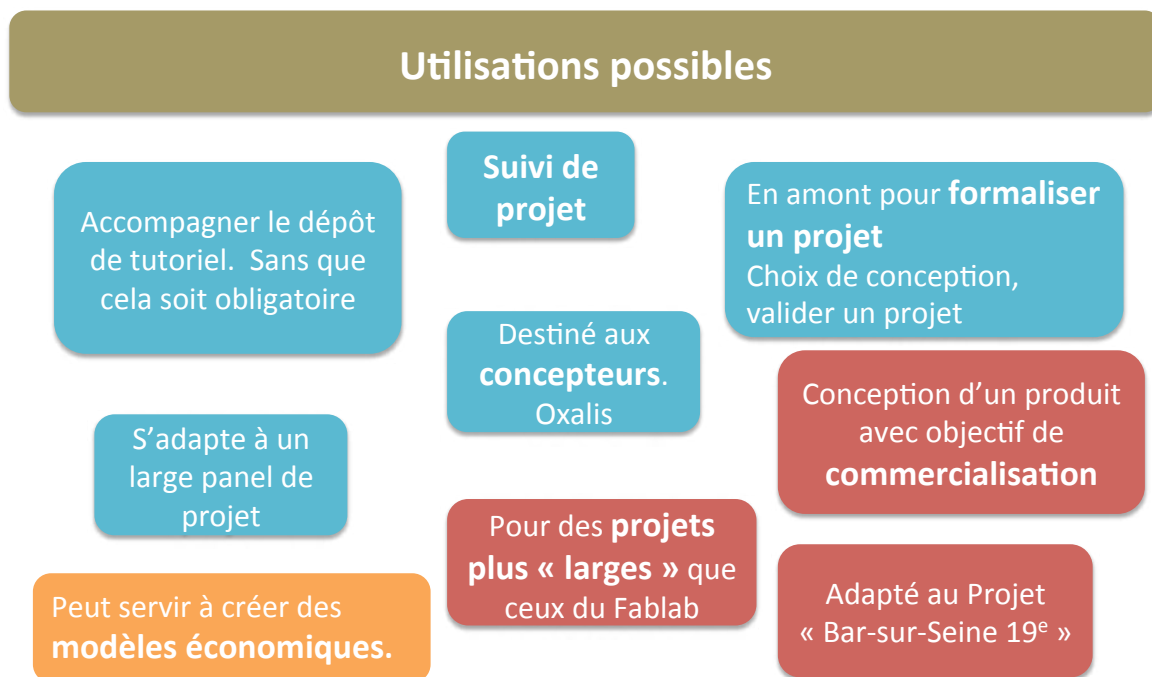 Utilisations possibles
Accompagner le dépôt
de tutoriel. Sans que
cela soit obligatoire
Suivi de
projet
En amont pour formaliser
un projet
Choix de conception,
valider un projet
Destiné aux
concepteurs.
Oxalis
Conception d’un produit
avec objectif de
commercialisation
S’adapte à un
large panel de
projet
Pour des projets
plus « larges » que
ceux du Fablab
Adapté au Projet
« Bar-sur-Seine 19e »
Peut servir à créer des
modèles économiques.